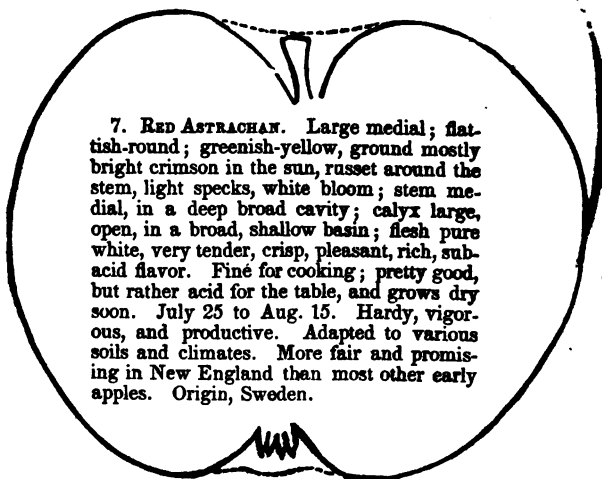 7. RED ASTRACHAN. Large medial; flat-
tish-round; greenish-yellow, ground mostly
bright crimson in the sun, russet around the
stem, light specks, white bloom; stem me-
dial, in a deep broad cavity; calyx large,
open, in a broad, shallow basin; flesh pure
white, very tender, crisp, pleasant, rich, sub-
acid flavor. Finé for cooking; pretty good,
but rather acid for the table, and grows dry
soon. July 25 to Aug. 15. Hardy, vigor-
ous, and productive. Adapted to various
soils and climates. More fair and promis-
ing in New England than most other early
apples. Origin, Sweden.